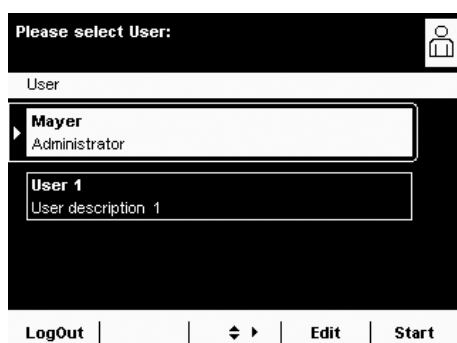 Please select User:
User
Mayer
Administrator
User 1
User description 1
LogOut Edit Start